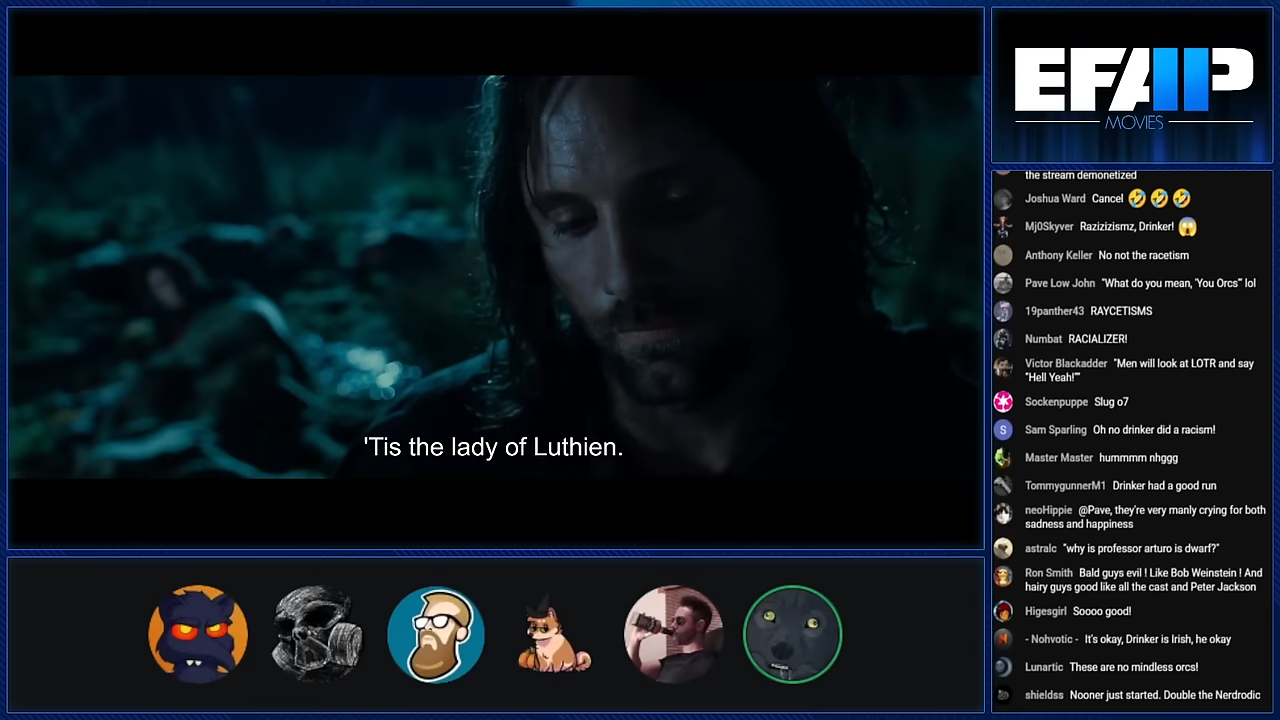 'Tis the lady of Luthien.
EFAP
MOVIES
the stream demonetized
Joshua Ward Cancel 🤣 🤣 🤣
Mj0Skyver Razizizismz, Drinker! 😱
Anthony Keller No not the racetism
Pave Low John "What do you mean, 'You Orcs'" lol
19panther43 RAYCETISMS
Numbat RACIALIZER!
Victor Blackadder "Men will look at LOTR and say
"Hell Yeah!""
Sockenpuppe Slug o7
S
Sam Sparling Oh no drinker did a racism!
Master Master hummmm nhggg
TommygunnerM1 Drinker had a good run
neoHippie @Pave, they're very manly crying for both
sadness and happiness
astralc "why is professor arturo is dwarf?"
Ron Smith Bald guys evil ! Like Bob Weinstein ! And
hairy guys good like all the cast and Peter Jackson
Higesgirl Soooo good!
- Nohvotic - It's okay, Drinker is Irish, he okay
Lunartic These are no mindless orcs!
shieldss Nooner just started. Double the Nerdrodic